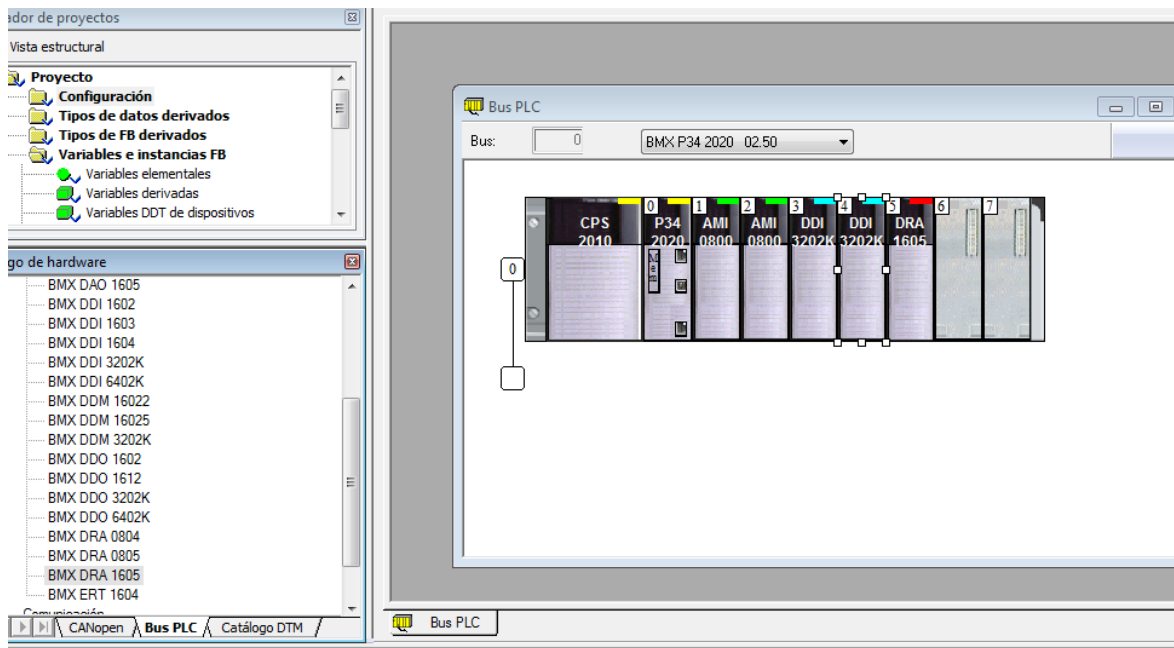 ador de proyectos
Vista estructural
Proyecto
Configuración
Tipos de datos derivados
Tipos de FB derivados
Variables e instancias FB
Variables elementales
Variables derivadas
Variables DDT de dispositivos
go de hardware
BMX DAO 1605
BMX DDI 1602
BMX DDI 1603
BMX DDI 1604
BMX DDI 3202K
BMX DDI 6402K
BMX DDM 16022
BMX DDM 16025
BMX DDM 3202K
BMX DDO 1602
BMX DDO 1612
BMX DDO 3202K
BMX DDO 6402K
BMX DRA 0804
BMX DRA 0805
BMX DRA 1605
BMX ERT 1604
Comunicación
CANopen Bus PLC Catálogo DTM
Bus PLC
Bus: 0 BMX P34 2020 02.50
0 1 2 3 4 5 6 7
CPS P34 AMI AMI DDI DDI DRA
2010 2020 0800 0800 3202K 3202K 1605
Mem
0
Bus PLC